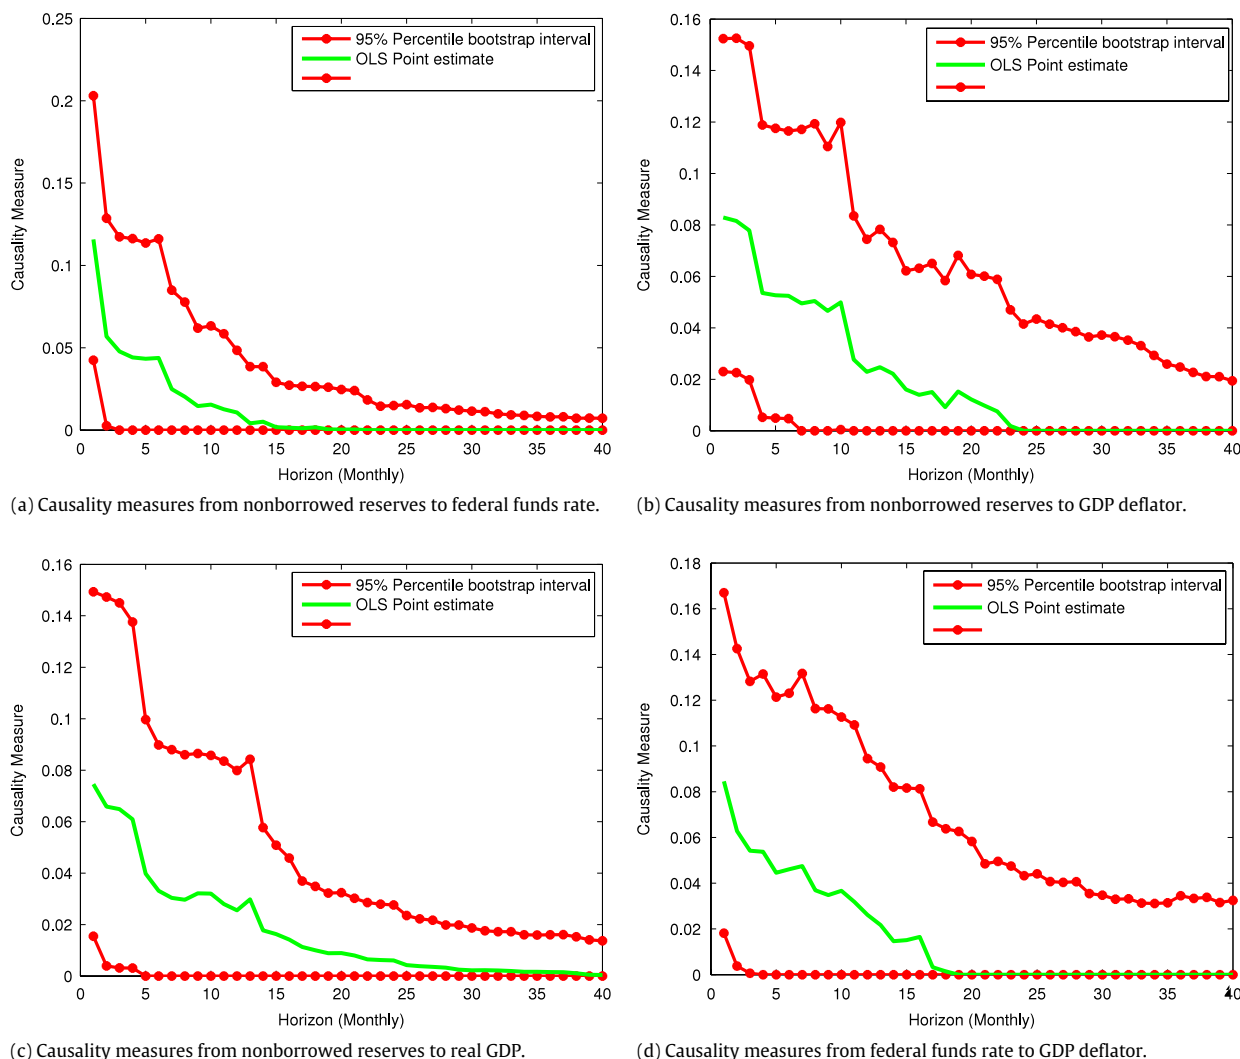 0.25
0.2
0.15
0.1
0.05
0
0 5 10 15 20 25 30 35 40
Causality Measure
Horizon (Monthly)
95% Percentile bootstrap interval
OLS Point estimate
(a) Causality measures from nonborrowed reserves to federal funds rate.
0.16
0.14
0.12
0.1
0.08
0.06
0.04
0.02
0
0 5 10 15 20 25 30 35 40
Causality Measure
Horizon (Monthly)
95% Percentile bootstrap interval
OLS Point estimate
(b) Causality measures from nonborrowed reserves to GDP deflator.
0.16
0.14
0.12
0.1
0.08
0.06
0.04
0.02
0
0 5 10 15 20 25 30 35 40
Causality Measure
Horizon (Monthly)
95% Percentile bootstrap interval
OLS Point estimate
(c) Causality measures from nonborrowed reserves to real GDP.
0.18
0.16
0.14
0.12
0.1
0.08
0.06
0.04
0.02
0
0 5 10 15 20 25 30 35 40
Causality Measure
Horizon (Monthly)
95% Percentile bootstrap interval
OLS Point estimate
(d) Causality measures from federal funds rate to GDP deflator.